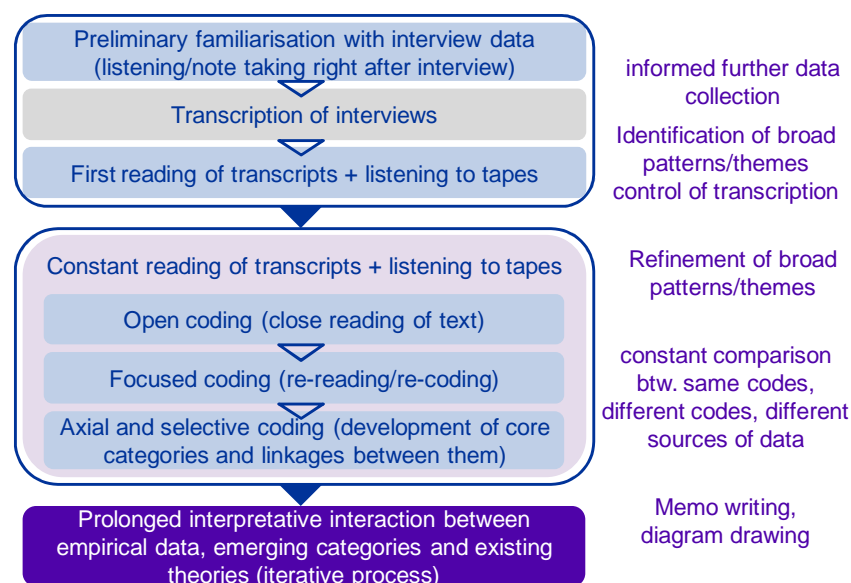 Preliminary familiarisation with interview data
(listening/note taking right after interview)
Transcription of interviews
First reading of transcripts + listening to tapes
informed further data
collection
Identification of broad
patterns/themes
control of transcription
Constant reading of transcripts + listening to tapes
Open coding (close reading of text)
Focused coding (re-reading/re-coding)
Axial and selective coding (development of core
categories and linkages between them)
Refinement of broad
patterns/themes
constant comparison
btw. same codes,
different codes, different
sources of data
Prolonged interpretative interaction between
empirical data, emerging categories and existing
theories (iterative process)
Memo writing,
diagram drawing